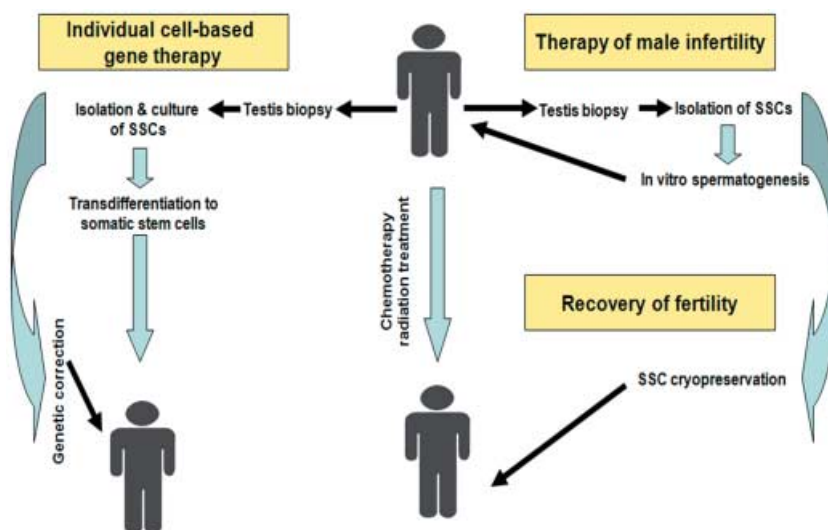 Individual cell-based
gene therapy
Therapy of male infertility
Isolation & culture
of SSCs
Testis biopsy
Testis biopsy
Isolation of SSCs
In vitro spermatogenesis
Transdifferentiation to
somatic stem cells
Chemotherapy
radiation treatment
Recovery of fertility
SSC cryopreservation
Genetic correction